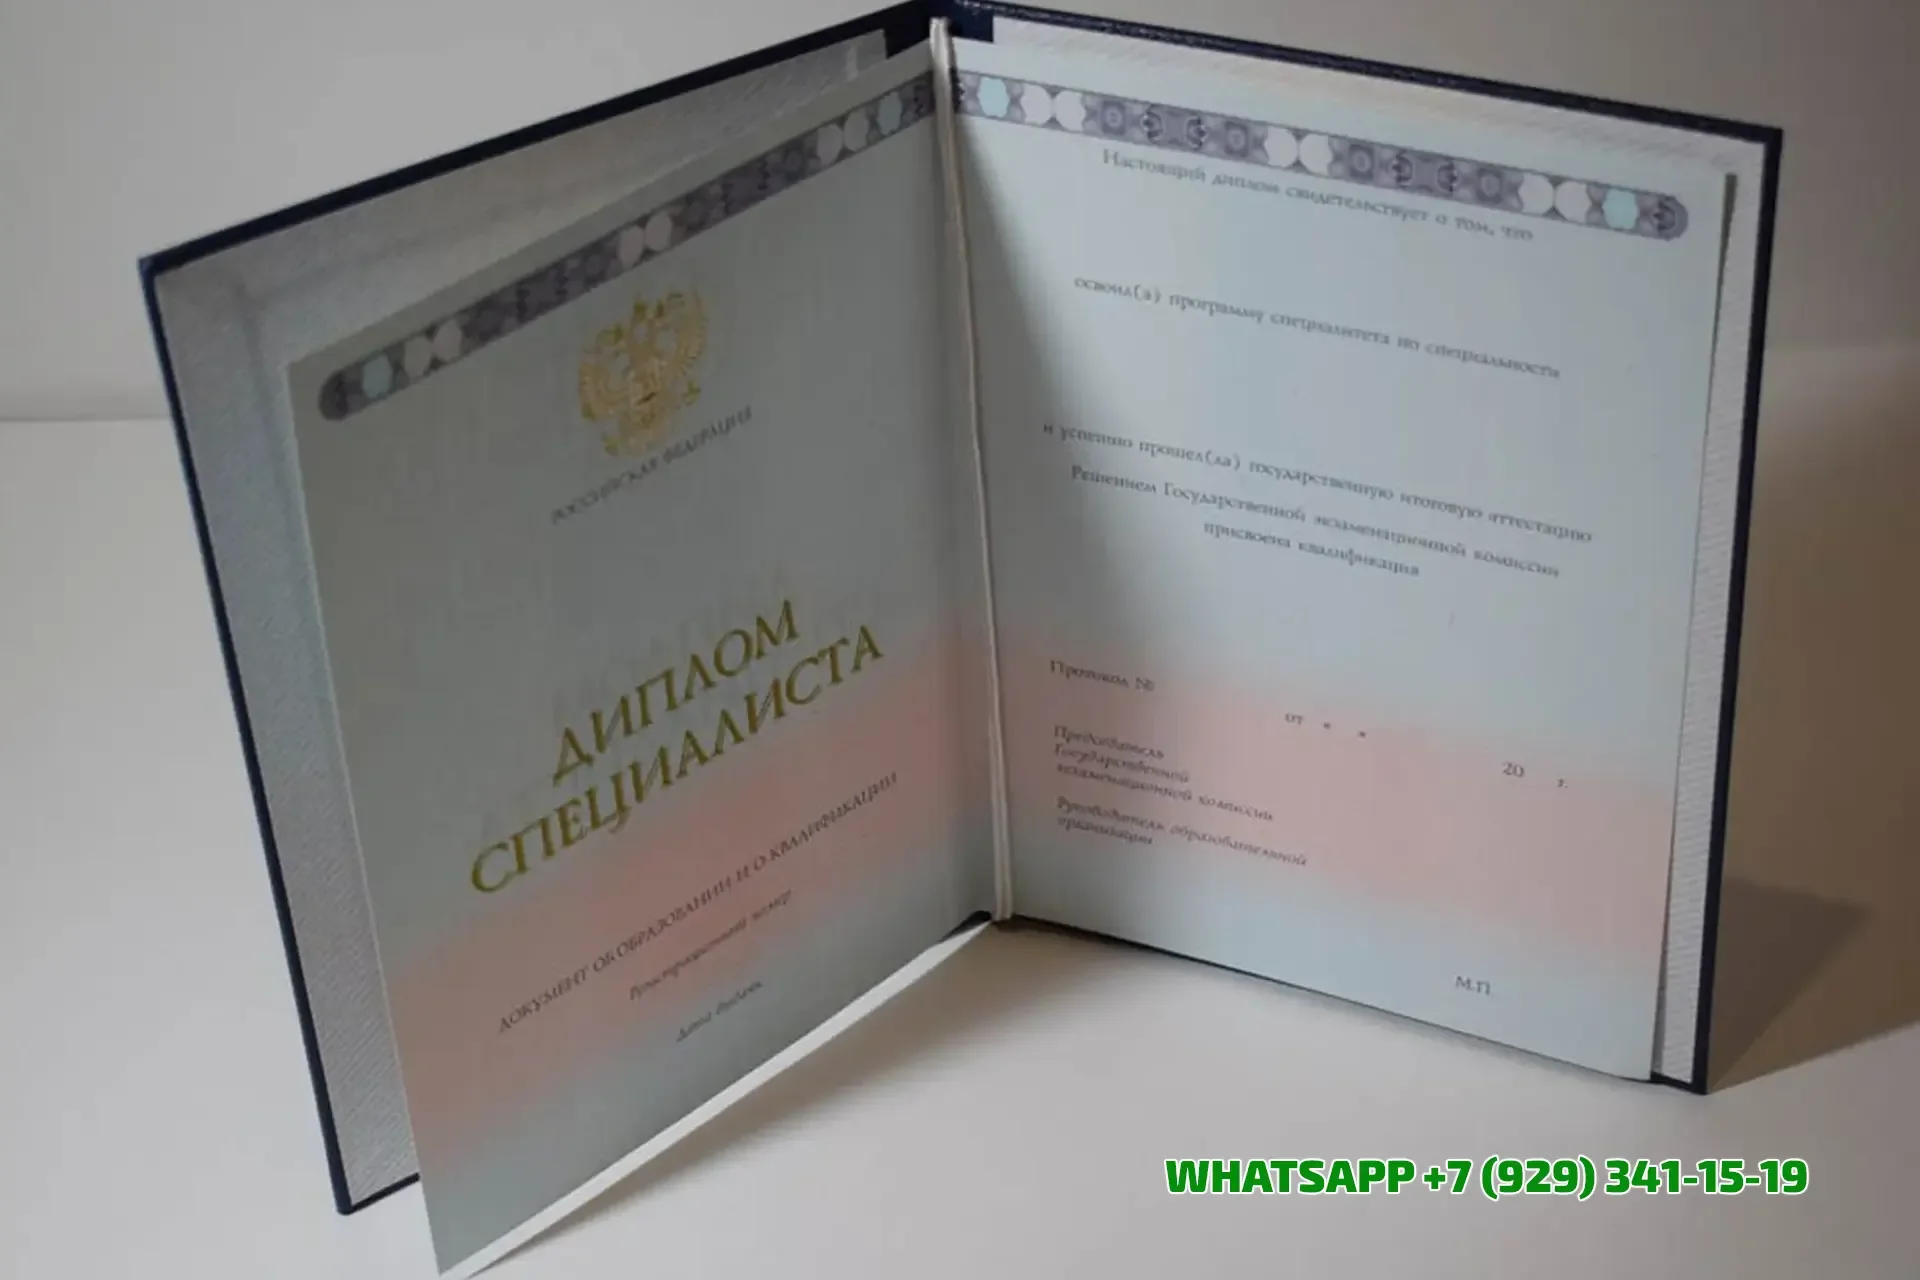 РОССИЙСКАЯ ФЕДЕРАЦИЯ
ДИПЛОМ
СПЕЦИАЛИСТА
ДОКУМЕНТ ОБ ОБРАЗОВАНИИ И О КВАЛИФИКАЦИИ
Регистрационный номер
Дата выдачи
Настоящий диплом свидетельствует о том, что
освоил(а) программу специалитета по специальности
и успешно прошел(ла) государственную итоговую аттестацию
Решением Государственной экзаменационной комиссии
присвоена квалификация
Протокол №
от « »
20 г.
Председатель
Государственной
экзаменационной комиссии
Руководитель образовательной
организации
М.П.
WHATSAPP +7 (929) 341-15-19